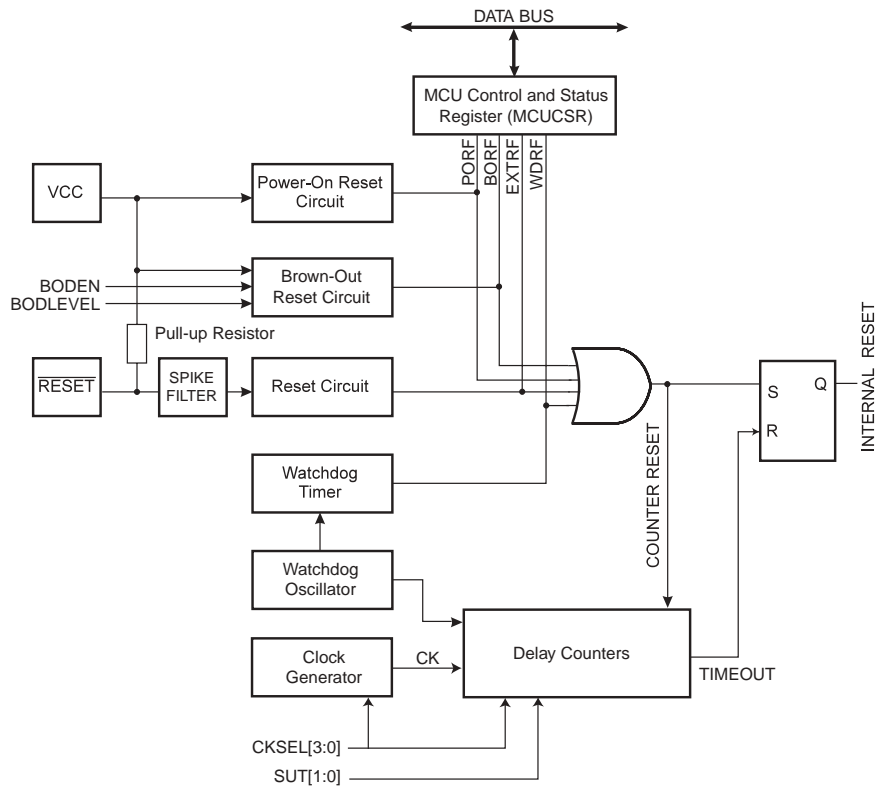 DATA BUS
MCU Control and Status
Register (MCUCSR)
PORF
BORF
EXTRF
WDRF
VCC
Power-On Reset
Circuit
BODEN
BODLEVEL
Brown-Out
Reset Circuit
Pull-up Resistor
RESET
SPIKE
FILTER
Reset Circuit
S
Q
R
INTERNAL RESET
Watchdog
Timer
COUNTER RESET
Watchdog
Oscillator
Clock
Generator
CK
Delay Counters
TIMEOUT
CKSEL[3:0]
SUT[1:0]